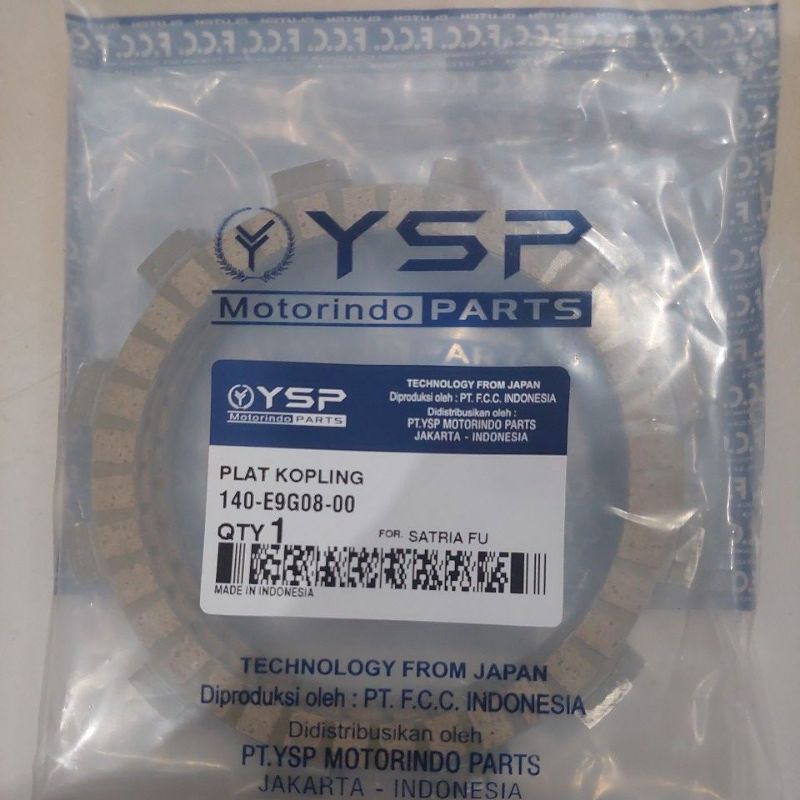 F.C.C. F.C.C. F.C.C. F.C.C. F.C.C. F.C.C.
YSP
Motorindo PARTS
YSP
Motorindo PARTS
TECHNOLOGY FROM JAPAN
Diproduksi oleh : PT. F.C.C. INDONESIA
Didistribusikan oleh :
PT.YSP MOTORINDO PARTS
JAKARTA - INDONESIA
PLAT KOPLING
140-E9G08-00
QTY 1 FOR. SATRIA FU
MADE IN INDONESIA
TECHNOLOGY FROM JAPAN
Diproduksi oleh : PT. F.C.C. INDONESIA
Didistribusikan oleh :
PT.YSP MOTORINDO PARTS
JAKARTA - INDONESIA